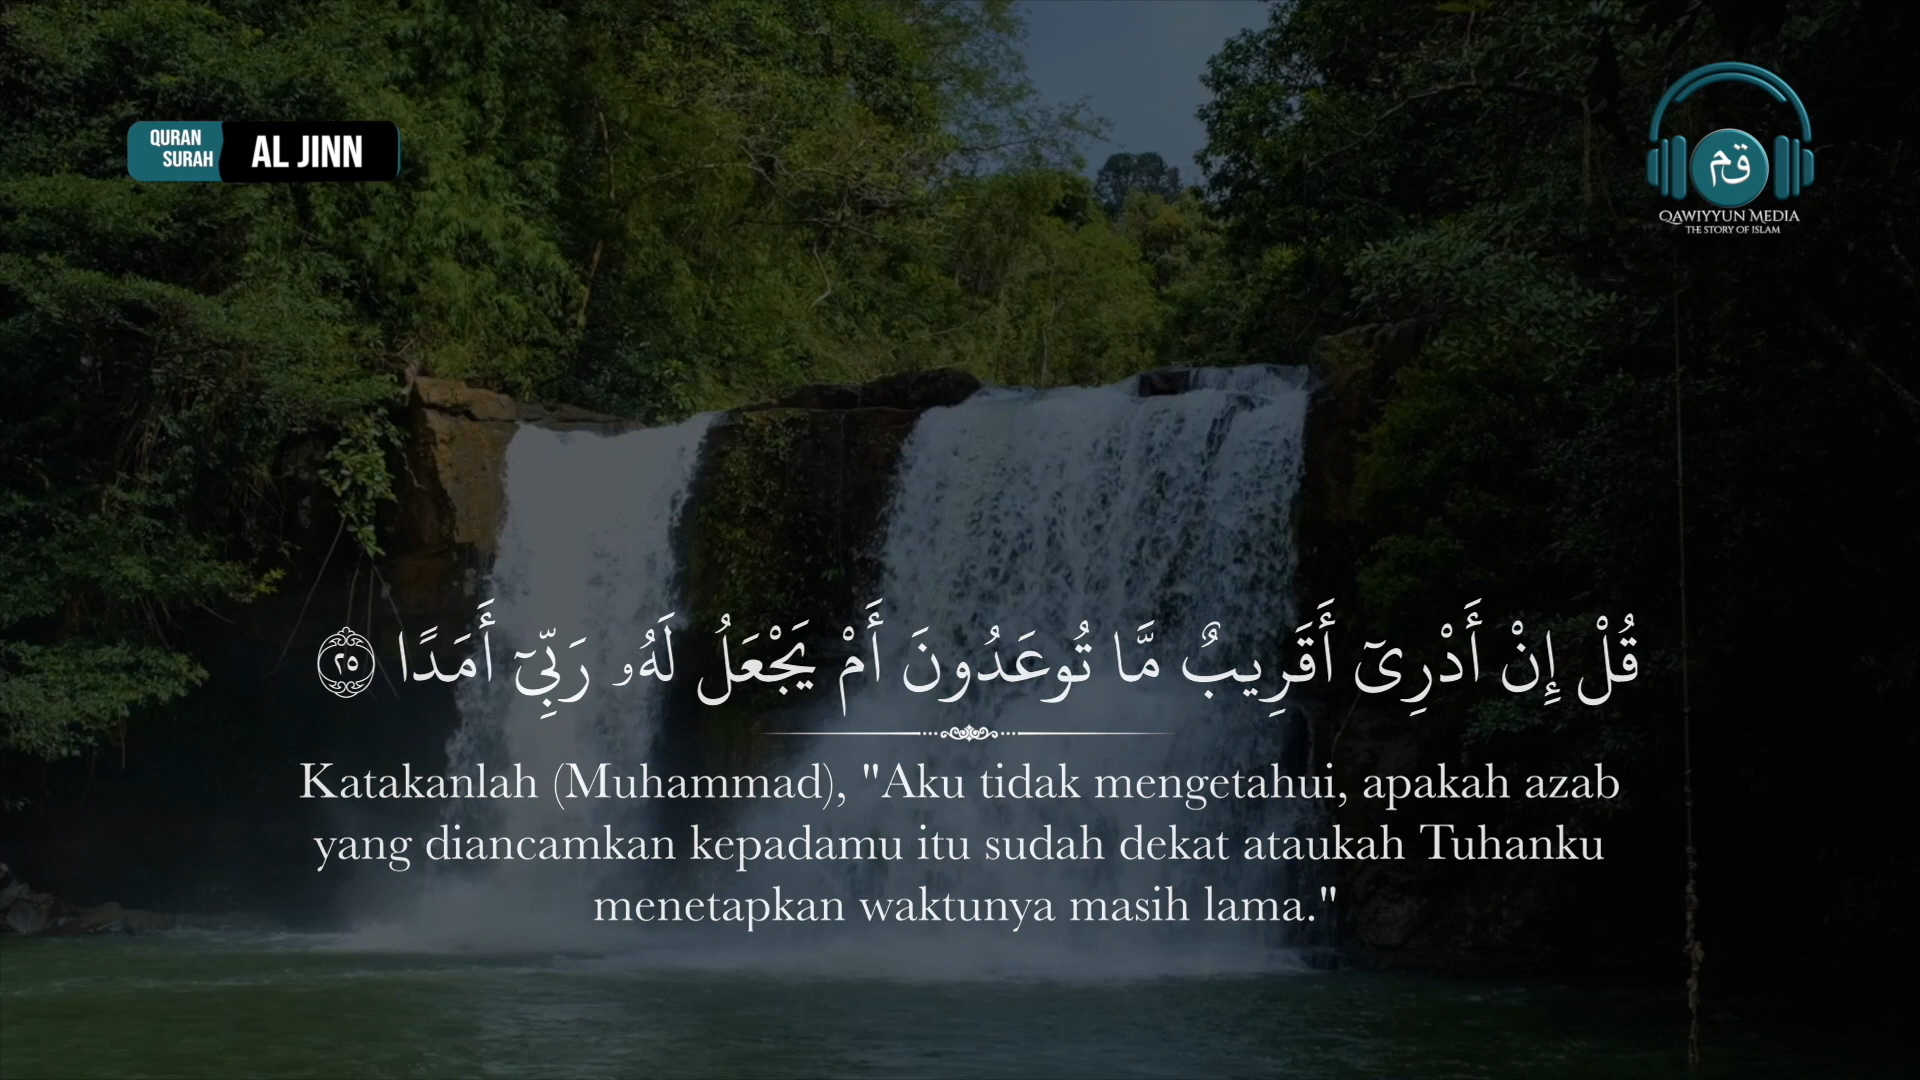 QURAN
SURAH
AL JINN
قم
QAWIYYUN MEDIA
THE STORY OF ISLAM
قُلْ إِنْ أَدْرِىٓ أَقَرِيبٌ مَّا تُوعَدُونَ أَمْ يَجْعَلُ لَهُۥ رَبِّىٓ أَمَدًا ٢٥
Katakanlah (Muhammad), "Aku tidak mengetahui, apakah azab
yang diancamkan kepadamu itu sudah dekat ataukah Tuhanku
menetapkan waktunya masih lama."